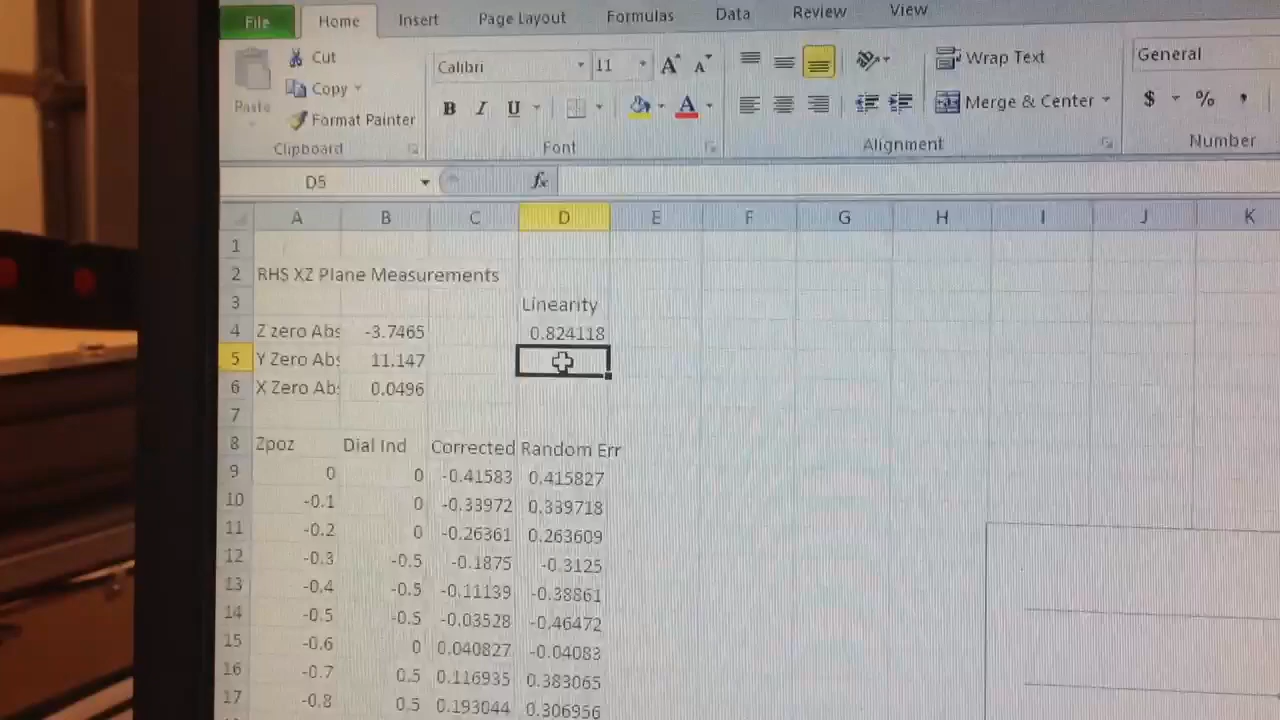 File Home Insert Page Layout Formulas Data Review View
Cut
Copy
Paste
Format Painter
Clipboard
Calibri 11
B I U A
Font
Wrap Text
Merge & Center
Alignment
General
$ % ,
Number
D5 fx
A B C D E F G H I J K
1
2 RHS XZ Plane Measurements
3 Linearity
4 Z zero Abs -3.7465 0.824118
5 Y Zero Abs 11.147
6 X Zero Abs 0.0496
7
8 Zpoz Dial Ind Corrected Random Err
9 0 0 -0.41583 0.415827
10 -0.1 0 -0.33972 0.339718
11 -0.2 0 -0.26361 0.263609
12 -0.3 -0.5 -0.1875 -0.3125
13 -0.4 -0.5 -0.11139 -0.38861
14 -0.5 -0.5 -0.03528 -0.46472
15 -0.6 0 0.040827 -0.04083
16 -0.7 0.5 0.116935 0.383065
17 -0.8 0.5 0.193044 0.306956